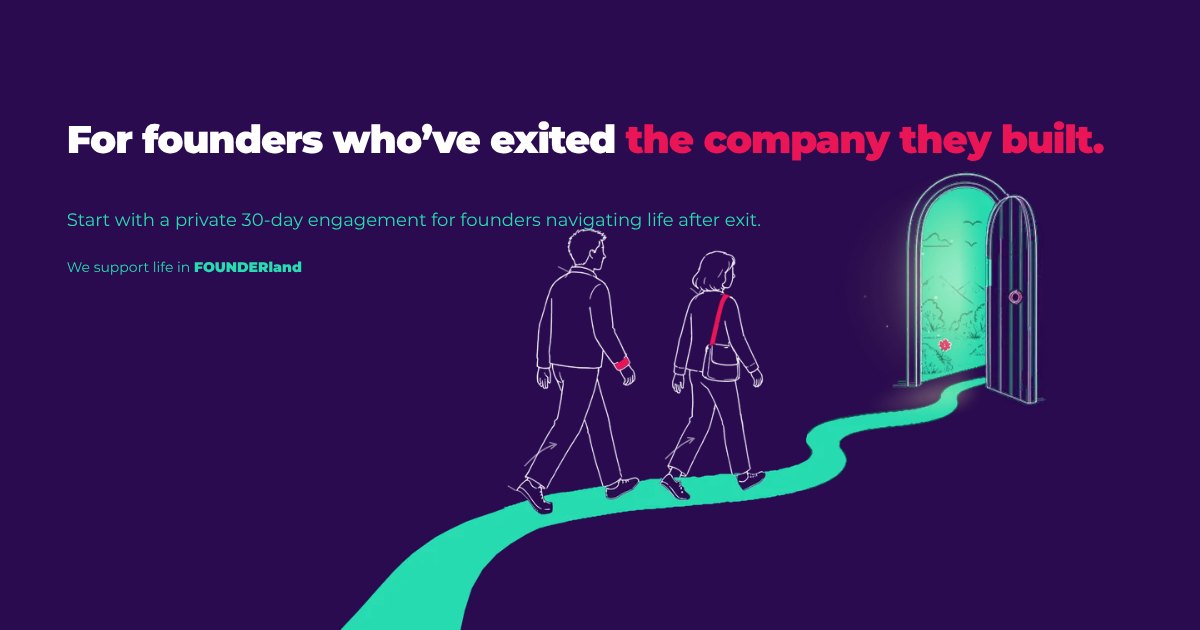 For founders who’ve exited the company they built.
Start with a private 30-day engagement for founders navigating life after exit.
We support life in FOUNDERland